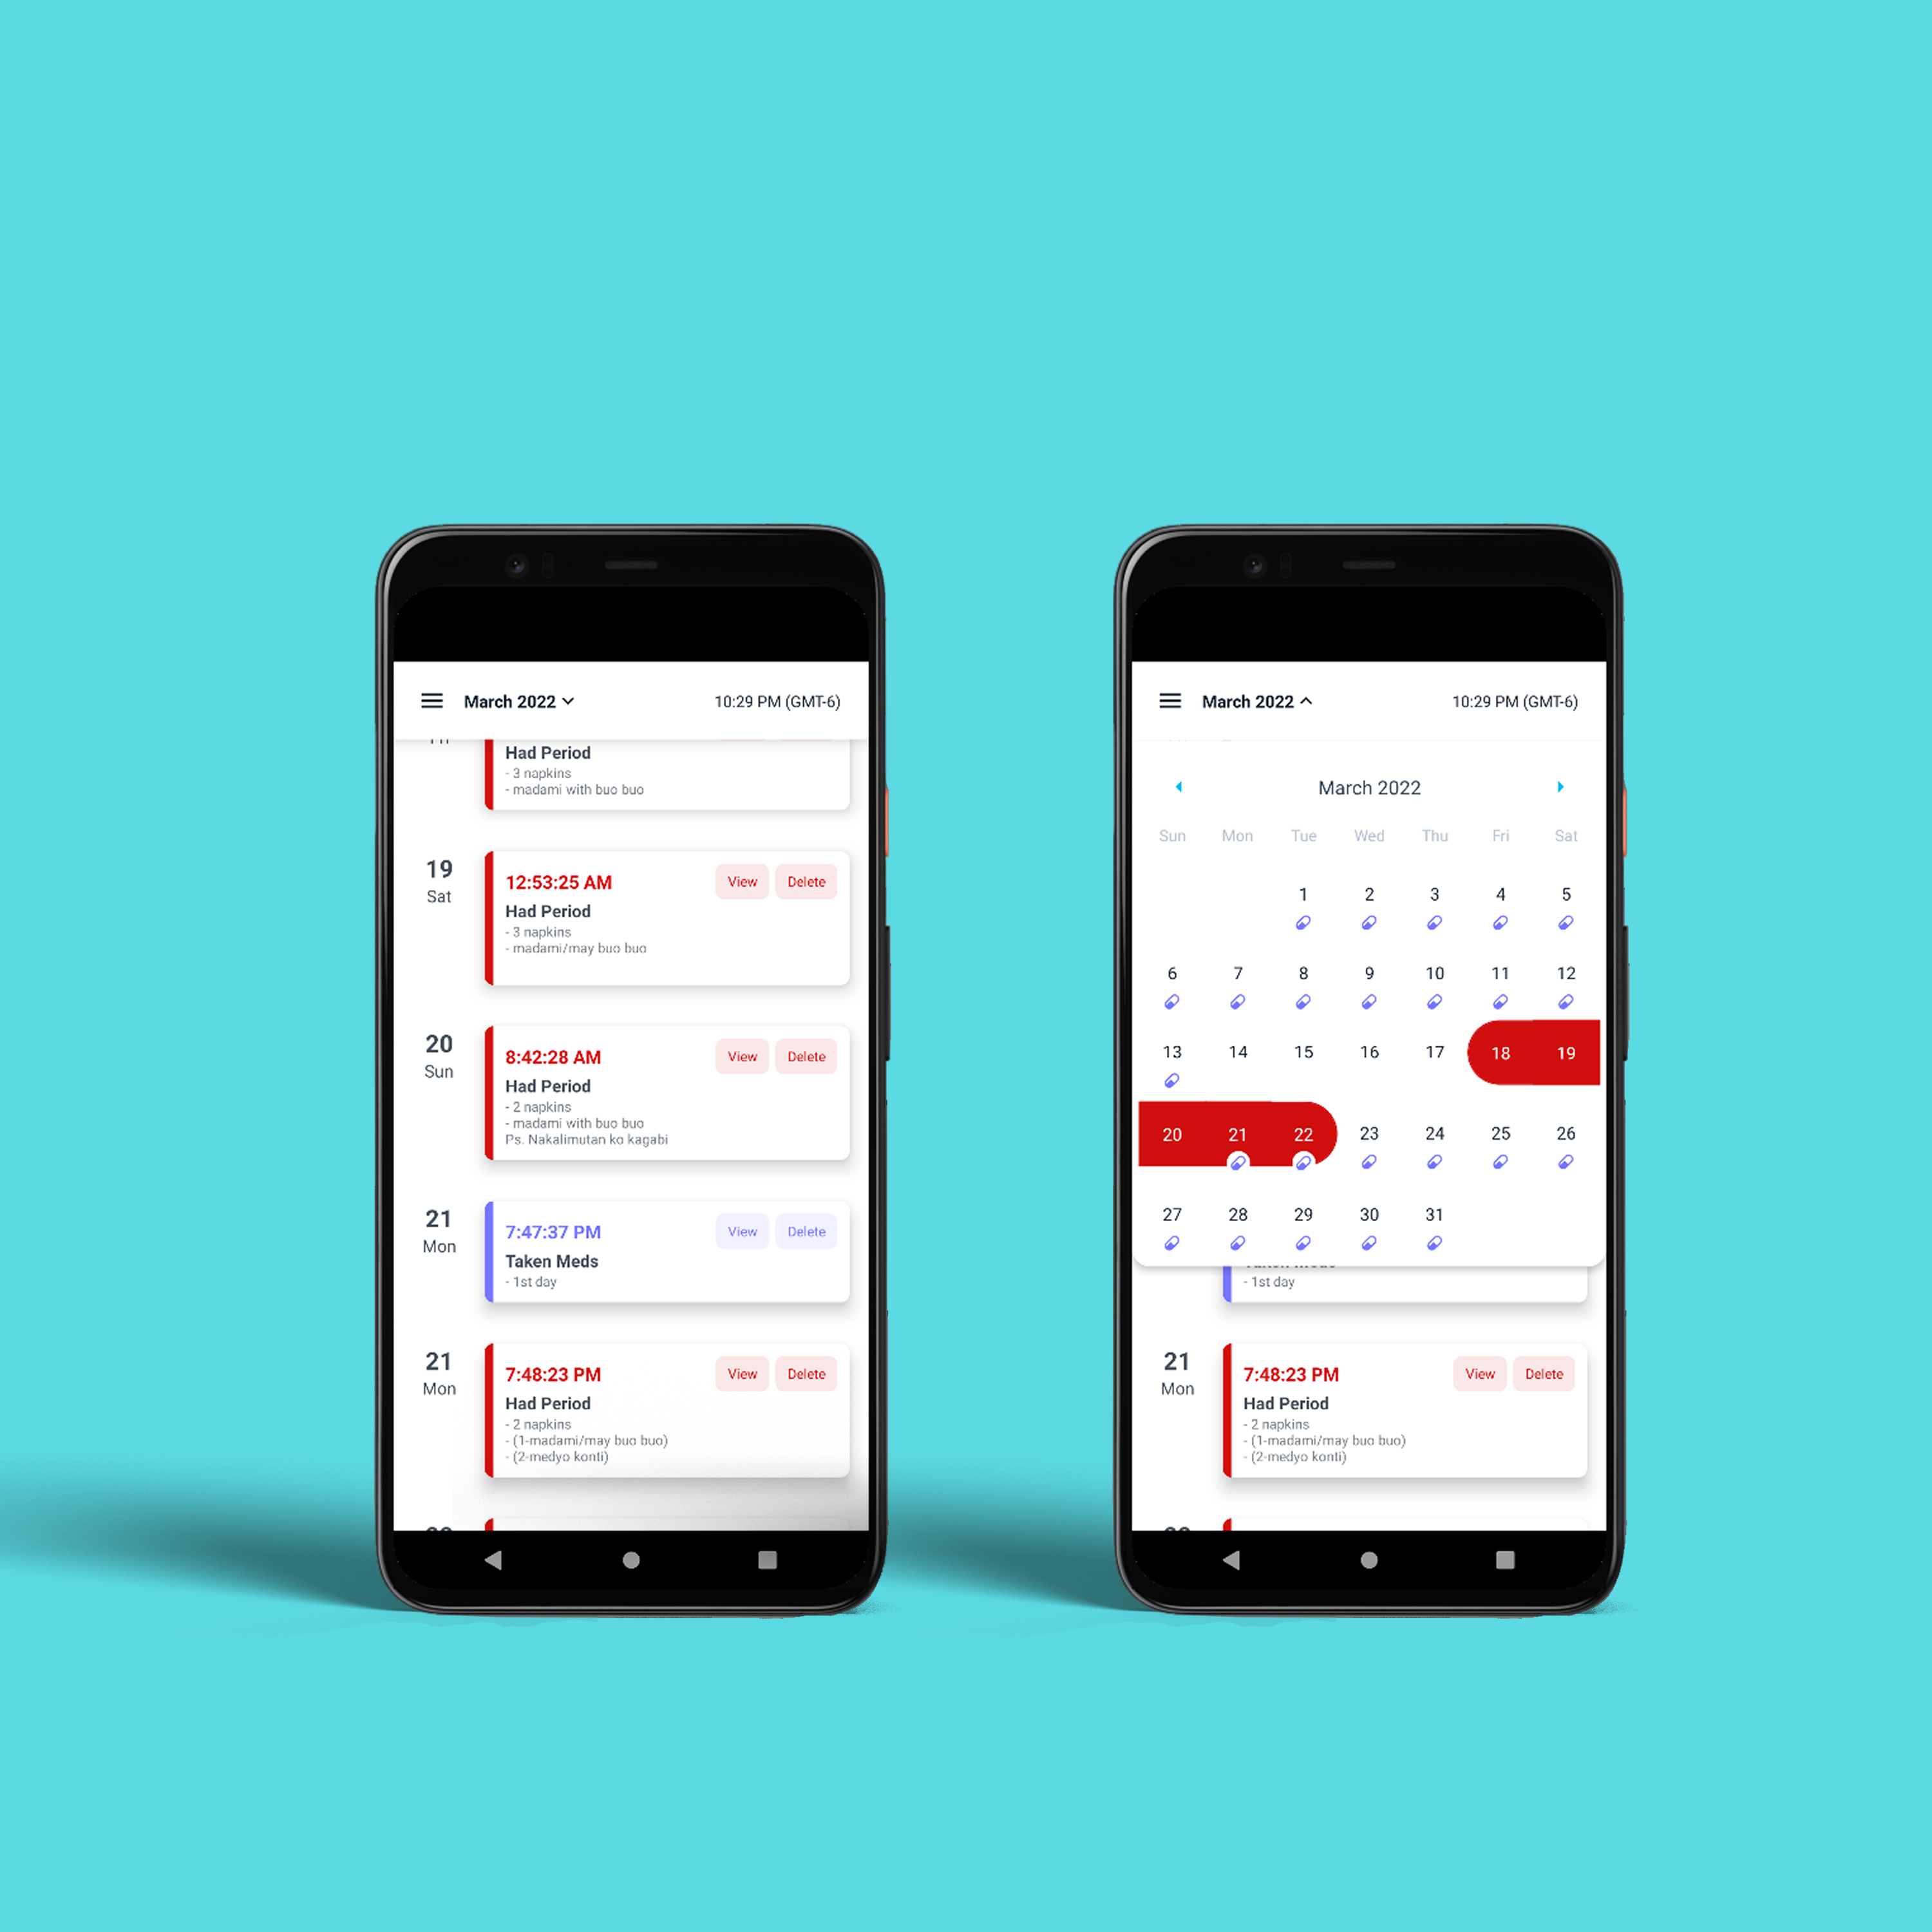 March 2022
10:29 PM (GMT-6)
Had Period
- 3 napkins
- madami with buo buo
19
Sat
12:53:25 AM
View
Delete
Had Period
- 3 napkins
- madami/may buo buo
20
Sun
8:42:28 AM
View
Delete
Had Period
- 2 napkins
- madami with buo buo
Ps. Nakalimutan ko kagabi
21
Mon
7:47:37 PM
View
Delete
Taken Meds
- 1st day
21
Mon
7:48:23 PM
View
Delete
Had Period
- 2 napkins
- (1-madami/may buo buo)
- (2-medyo konti)
March 2022
10:29 PM (GMT-6)
March 2022
Sun Mon Tue Wed Thu Fri Sat
1 2 3 4 5
6 7 8 9 10 11 12
13 14 15 16 17 18 19
20 21 22 23 24 25 26
27 28 29 30 31
- 1st day
21
Mon
7:48:23 PM
View
Delete
Had Period
- 2 napkins
- (1-madami/may buo buo)
- (2-medyo konti)